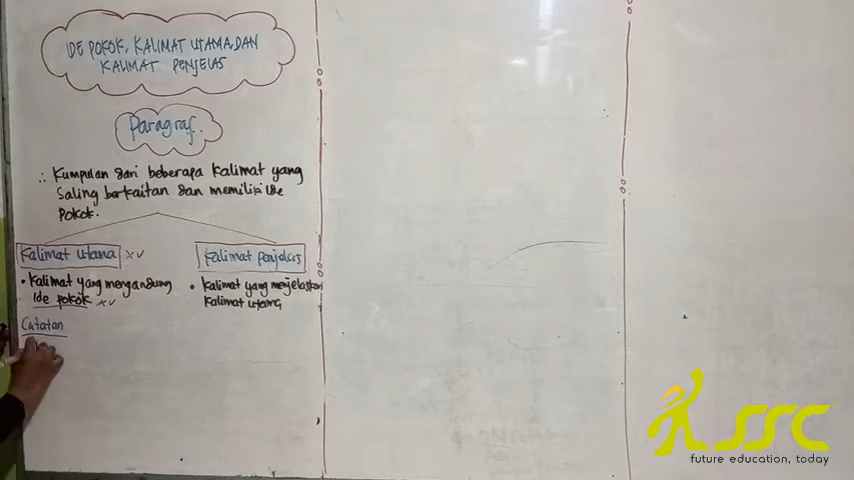 IDE POKOK, KALIMAT UTAMA, DAN
KALIMAT PENJELAS
Paragraf.
∴ Kumpulan dari beberapa kalimat yang
Saling berkaitan dan memiliki ide
Pokok.
Kalimat utama
• Kalimat yang mengandung
Ide pokok
Catatan
Kalimat penjelas
• Kalimat yang menjelaskan
Kalimat utama
SSC
future education, today